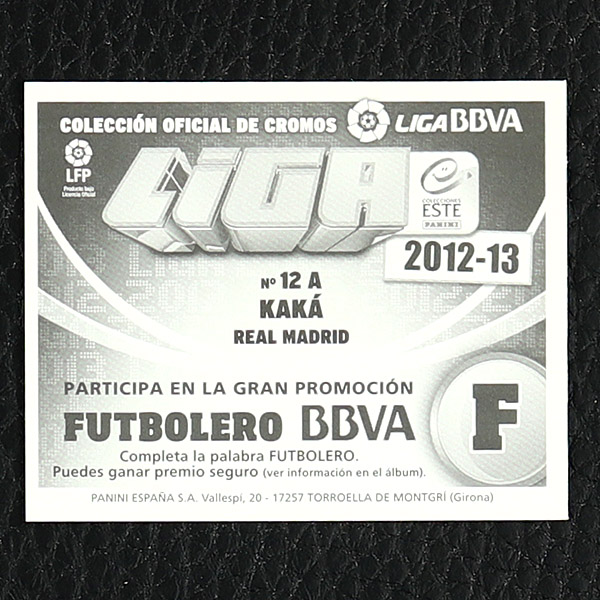 COLECCIÓN OFICIAL DE CROMOS LIGA BBVA
LFP
Producto bajo
Licencia Oficial
LiGA
COLECCIONES
ESTE
PANINI
2012-13
Nº 12 A
KAKÁ
REAL MADRID
PARTICIPA EN LA GRAN PROMOCIÓN
FUTBOLERO BBVA
F
Completa la palabra FUTBOLERO.
Puedes ganar premio seguro (ver información en el álbum).
PANINI ESPAÑA S.A. Vallespi, 20 - 17257 TORROELLA DE MONTGRÍ (Girona)